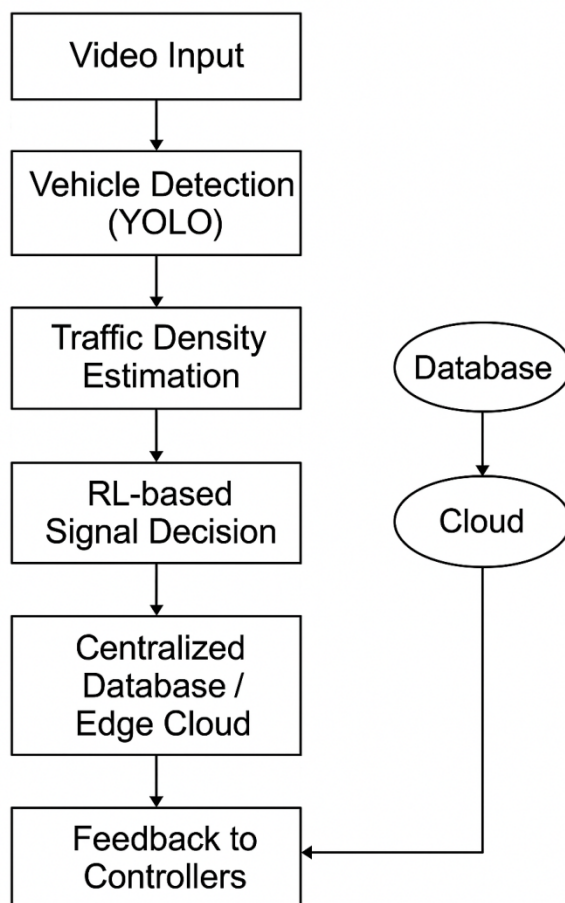 Video Input
Vehicle Detection
(YOLO)
Traffic Density
Estimation
RL-based
Signal Decision
Centralized
Database /
Edge Cloud
Feedback to
Controllers
Database
Cloud